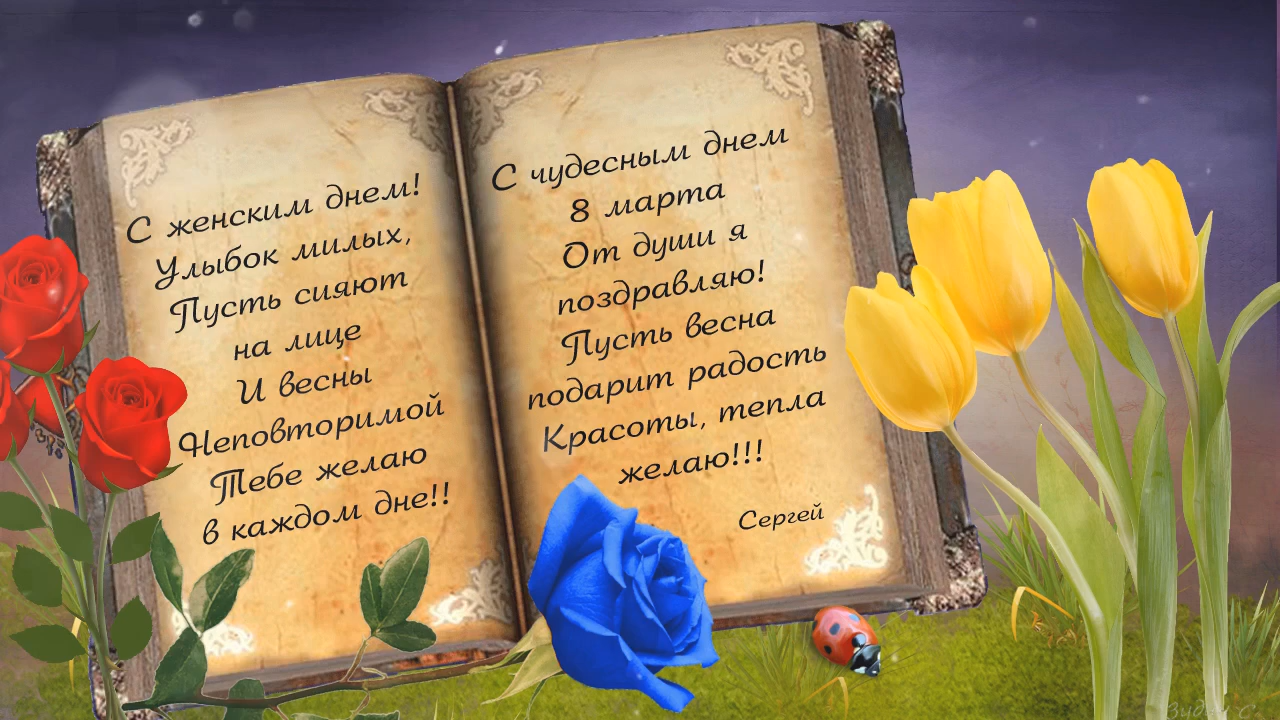 С женским днем!
Улыбок милых,
Пусть сияют
на лице
И весны
Неповторимой
Тебе желаю
в каждом дне!!
С чудесным днем
8 марта
От души я
поздравляю!
Пусть весна
подарит радость
Красоты, тепла
желаю!!!
Сергей